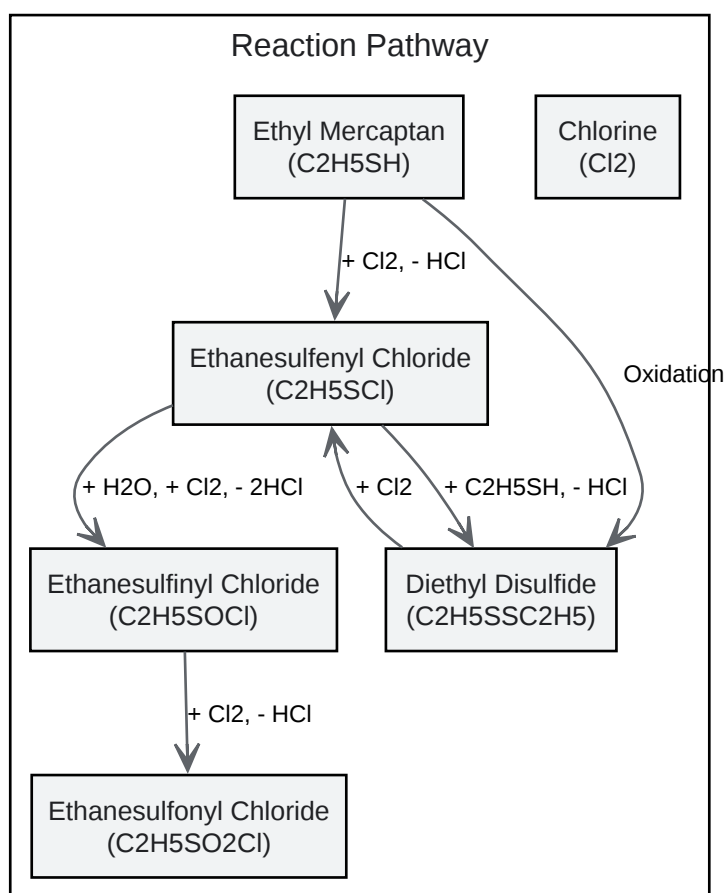 Reaction Pathway
Ethyl Mercaptan
(C2H5SH)
Chlorine
(Cl2)
+ Cl2, - HCl
Ethanesulfenyl Chloride
(C2H5SCl)
Oxidation
+ H2O, + Cl2, - 2HCl
+ Cl2
+ C2H5SH, - HCl
Ethanesulfinyl Chloride
(C2H5SOCl)
Diethyl Disulfide
(C2H5SSC2H5)
+ Cl2, - HCl
Ethanesulfonyl Chloride
(C2H5SO2Cl)